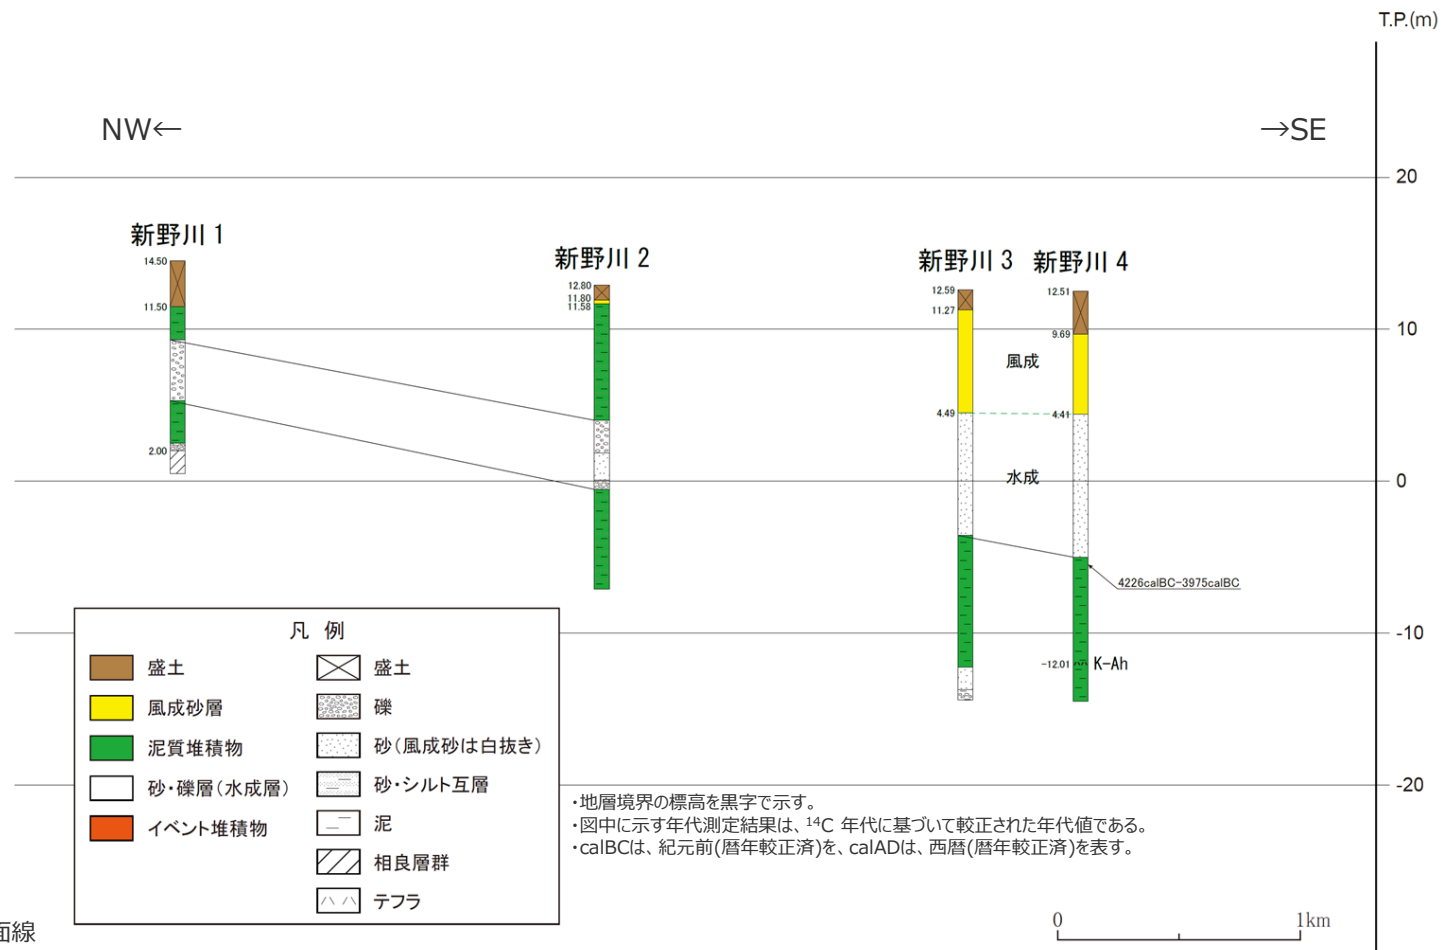 T.P.(m)
NW←
→SE
20
新野川 1
14.50
11.50
2.00
新野川 2
12.80
11.80
11.58
新野川 3
12.59
11.27
4.49
新野川 4
12.51
9.69
4.41
風成
水成
10
0
4226calBC-3975calBC
-10
-12.01
K-Ah
-20
凡 例
盛土
盛土
風成砂層
礫
泥質堆積物
砂(風成砂は白抜き)
砂・礫層(水成層)
砂・シルト互層
イベント堆積物
泥
相良層群
テフラ
・地層境界の標高を黒字で示す。
・図中に示す年代測定結果は、¹⁴C 年代に基づいて較正された年代値である。
・calBCは、紀元前(暦年較正済)を、calADは、西暦(暦年較正済)を表す。
0
1km
面線